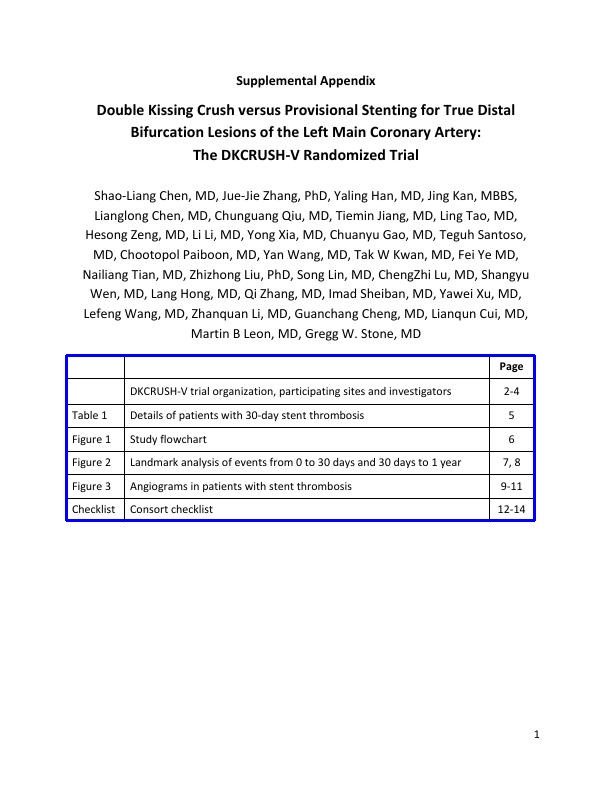 Supplemental Appendix
Double Kissing Crush versus Provisional Stenting for True Distal
Bifurcation Lesions of the Left Main Coronary Artery:
The DKCRUSH-V Randomized Trial
Shao-Liang Chen, MD, Jue-Jie Zhang, PhD, Yaling Han, MD, Jing Kan, MBBS,
Lianglong Chen, MD, Chunguang Qiu, MD, Tiemin Jiang, MD, Ling Tao, MD,
Hesong Zeng, MD, Li Li, MD, Yong Xia, MD, Chuanyu Gao, MD, Teguh Santoso,
MD, Chootopol Paiboon, MD, Yan Wang, MD, Tak W Kwan, MD, Fei Ye MD,
Nailiang Tian, MD, Zhizhong Liu, PhD, Song Lin, MD, ChengZhi Lu, MD, Shangyu
Wen, MD, Lang Hong, MD, Qi Zhang, MD, Imad Sheiban, MD, Yawei Xu, MD,
Lefeng Wang, MD, Zhanquan Li, MD, Guanchang Cheng, MD, Lianqun Cui, MD,
Martin B Leon, MD, Gregg W. Stone, MD
Page
DKCRUSH-V trial organization, participating sites and investigators 2-4
Table 1 Details of patients with 30-day stent thrombosis 5
Figure 1 Study flowchart 6
Figure 2 Landmark analysis of events from 0 to 30 days and 30 days to 1 year 7, 8
Figure 3 Angiograms in patients with stent thrombosis 9-11
Checklist Consort checklist 12-14
1